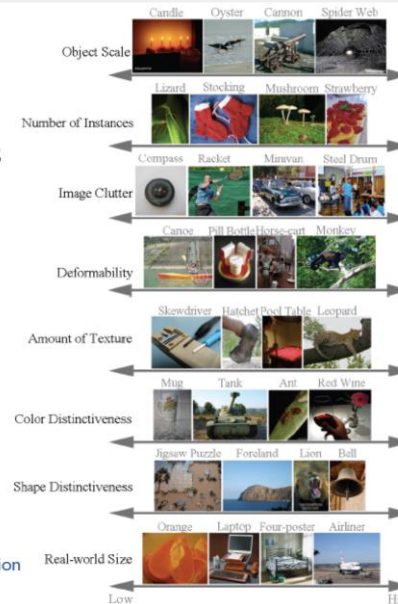 Candle Oyster Cannon Spider Web
Object Scale
Lizard Stocking Mushroom Strawberry
Number of Instances
Compass Racket Minivan Steel Drum
Image Clutter
Canoe Pill Bottle Horse-cart Monkey
Deformability
Skewdriver Hatchet Pool Table Leopard
Amount of Texture
Mug Tank Ant Red Wine
Color Distinctiveness
Jigsaw Puzzle Foreland Lion Bell
Shape Distinctiveness
Orange Laptop Four-poster Airliner
Real-world Size
ion
Low